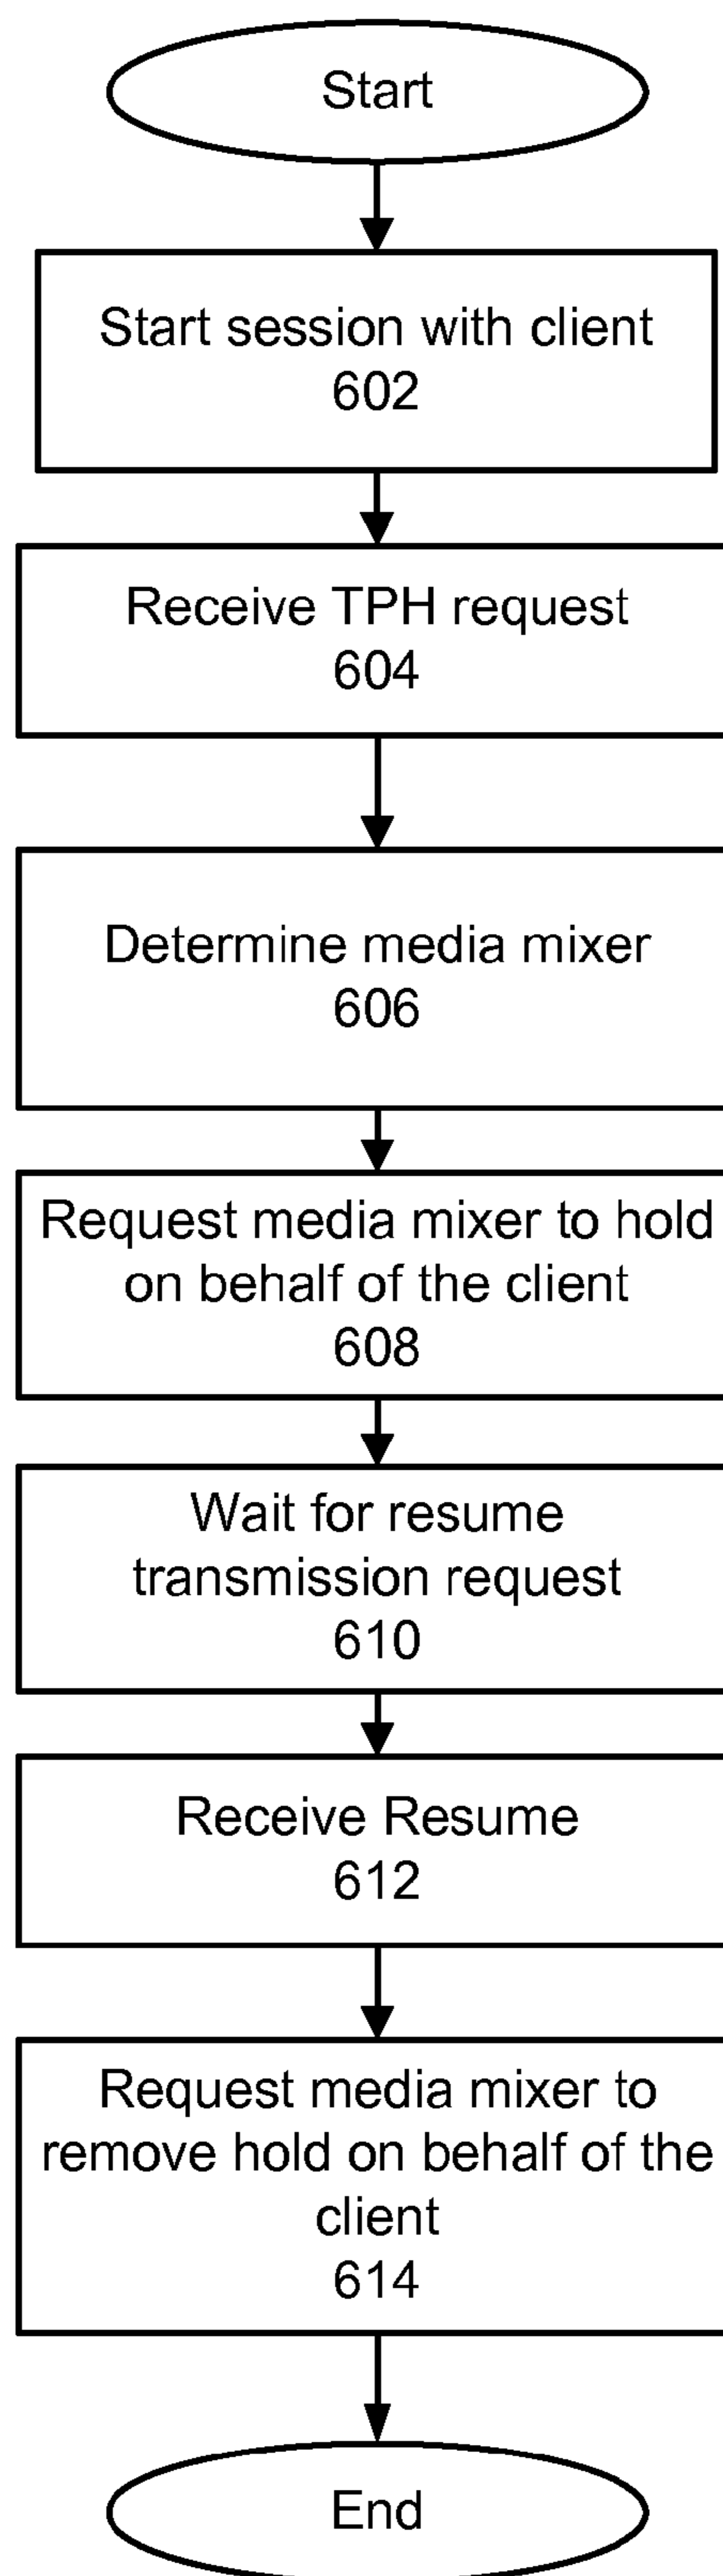 Start
Start session with client
602
Receive TPH request
604
Determine media mixer
606
Request media mixer to hold
on behalf of the client
608
Wait for resume
transmission request
610
Receive Resume
612
Request media mixer to
remove hold on behalf of the
client
614
End